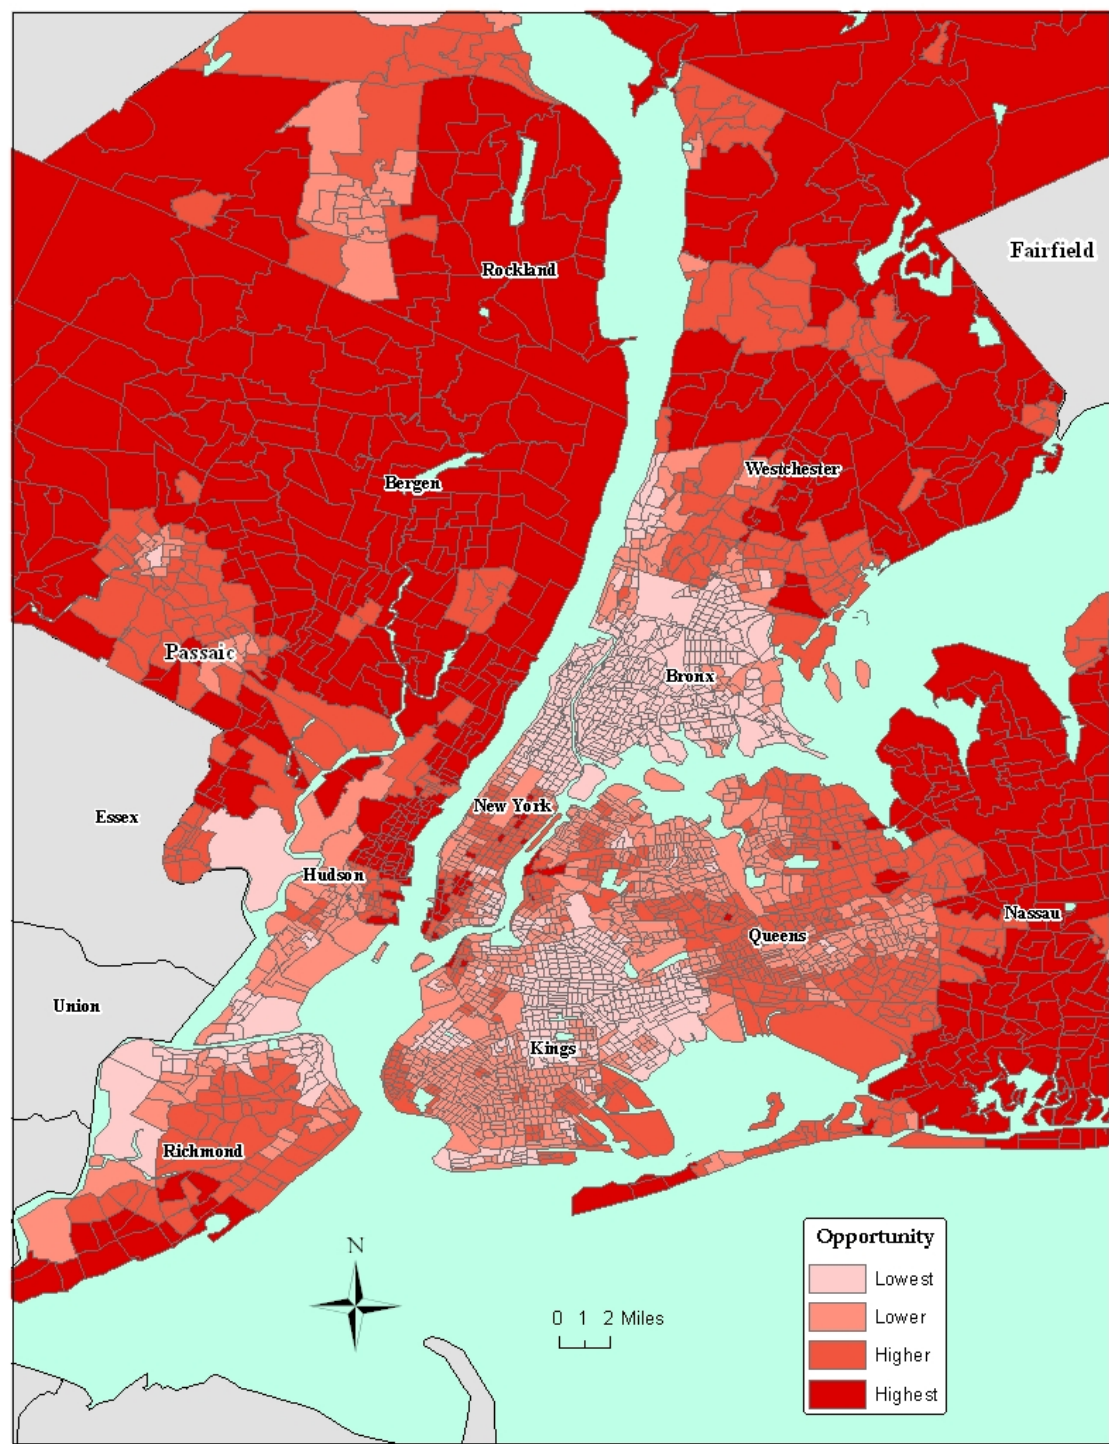 Fairfield
Rockland
Westchester
Bergen
Passaic
Bronx
New York
Essex
Hudson
Nassau
Queens
Union
Kings
Richmond
N
0 1 2 Miles
Opportunity
Lowest
Lower
Higher
Highest